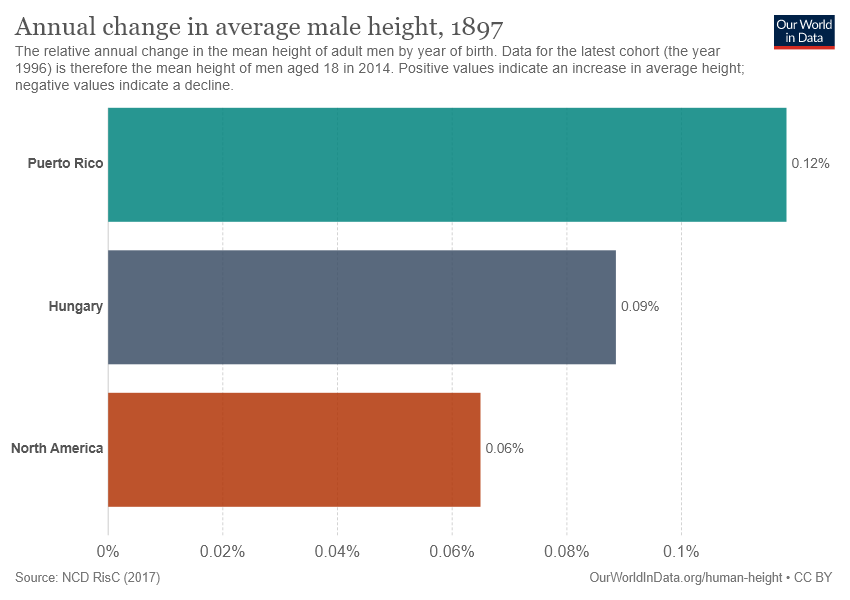 Annual change in average male height, 1897
Our World
in Data
The relative annual change in the mean height of adult men by year of birth. Data for the latest cohort (the year
1996) is therefore the mean height of men aged 18 in 2014. Positive values indicate an increase in average height;
negative values indicate a decline.
Puerto Rico
0.12%
Hungary
0.09%
North America
0.06%
0%
0.02%
0.04%
0.06%
0.08%
0.1%
Source: NCD RisC (2017)
OurWorldInData.org/human-height • CC BY